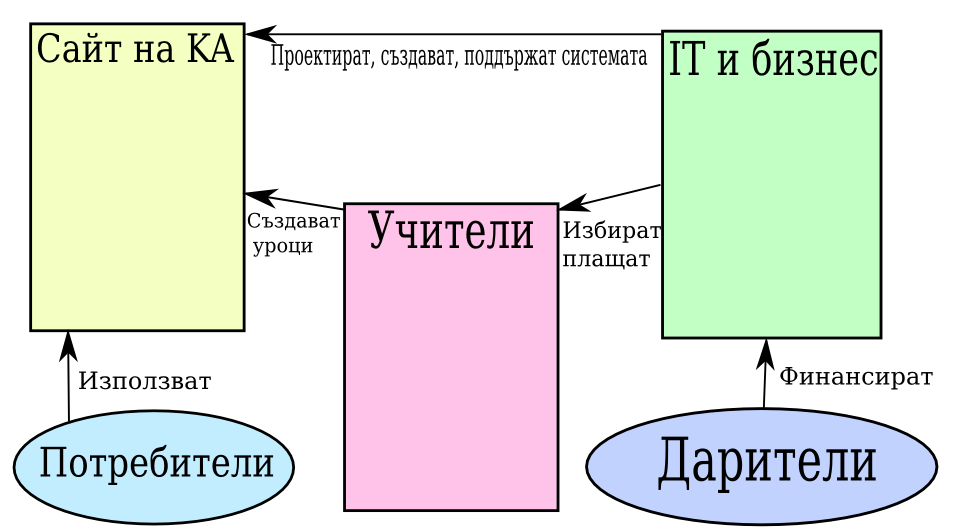 Сайт на КА
Проектират, създават, поддържат системата
IT и бизнес
Създават
уроци
Учители
Избират
плащат
Използват
Финансират
Потребители
Дарители